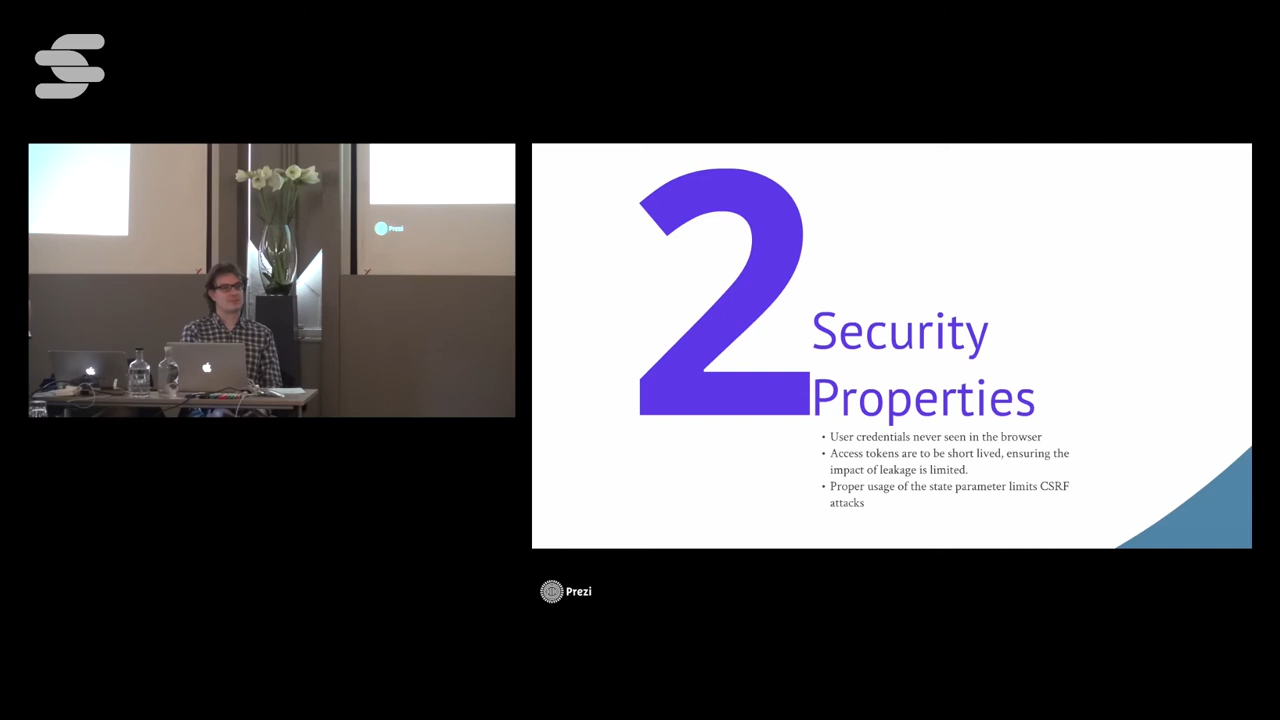 Prezi
2
Security
Properties
• User credentials never seen in the browser
• Access tokens are to be short lived, ensuring the
impact of leakage is limited.
• Proper usage of the state parameter limits CSRF
attacks
Prezi